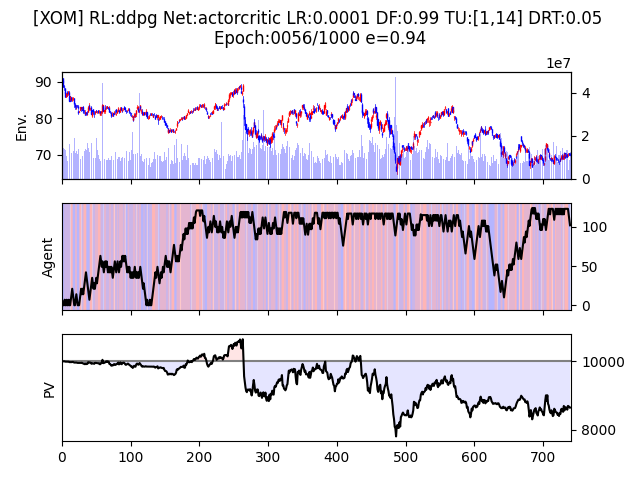 [XOM] RL:ddpg Net:actorcritic LR:0.0001 DF:0.99 TU:[1,14] DRT:0.05
Epoch:0056/1000 e=0.94
1e7
Env.
90
80
70
4
2
0
Agent
100
50
0
PV
10000
8000
0 100 200 300 400 500 600 700